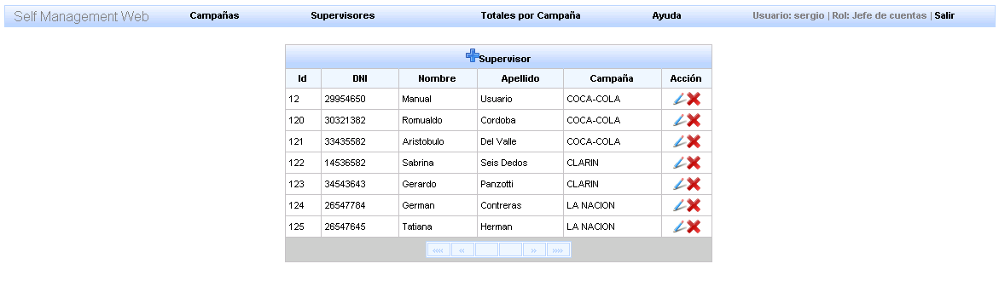 Self Management Web Campañas Supervisores Totales por Campaña Ayuda Usuario: sergio | Rol: Jefe de cuentas | Salir
Supervisor
Id DNI Nombre Apellido Campaña Acción
12 29954650 Manual Usuario COCA-COLA
120 30321382 Romualdo Cordoba COCA-COLA
121 33435582 Aristobulo Del Valle COCA-COLA
122 14536582 Sabrina Seis Dedos CLARIN
123 34543643 Gerardo Panzotti CLARIN
124 26547784 German Contreras LA NACION
125 26547645 Tatiana Herman LA NACION
«« « » »»